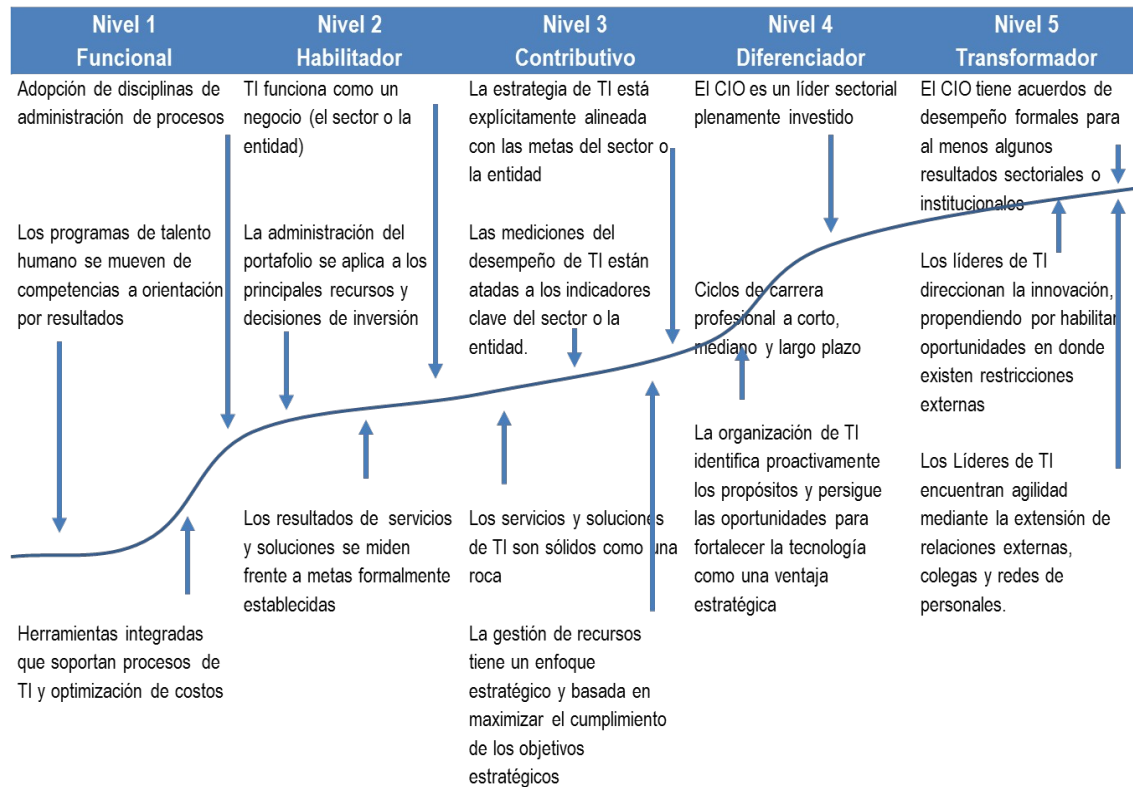 Nivel 1
Funcional
Nivel 2
Habilitador
Nivel 3
Contributivo
Nivel 4
Diferenciador
Nivel 5
Transformador
Adopción de disciplinas de
administración de procesos
Los programas de talento
humano se mueven de
competencias a orientación
por resultados
Herramientas integradas
que soportan procesos de
TI y optimización de costos
TI funciona como un
negocio (el sector o la
entidad)
La administración del
portafolio se aplica a los
principales recursos y
decisiones de inversión
Los resultados de servicios
y soluciones se miden
frente a metas formalmente
establecidas
La estrategia de TI está
explícitamente alineada
con las metas del sector o
la entidad
Las mediciones del
desempeño de TI están
atadas a los indicadores
clave del sector o la
entidad.
Los servicios y soluciones
de TI son sólidos como una
roca
La gestión de recursos
tiene un enfoque
estratégico y basada en
maximizar el cumplimiento
de los objetivos
estratégicos
El CIO es un líder sectorial
plenamente investido
Ciclos de carrera
profesional a corto,
mediano y largo plazo
La organización de TI
identifica proactivamente
los propósitos y persigue
las oportunidades para
fortalecer la tecnología
como una ventaja
estratégica
El CIO tiene acuerdos de
desempeño formales para
al menos algunos
resultados sectoriales o
institucionales
Los líderes de TI
direccionan la innovación,
propendiendo por habilitar
oportunidades en donde
existen restricciones
externas
Los Líderes de TI
encuentran agilidad
mediante la extensión de
relaciones externas,
colegas y redes de
personales.